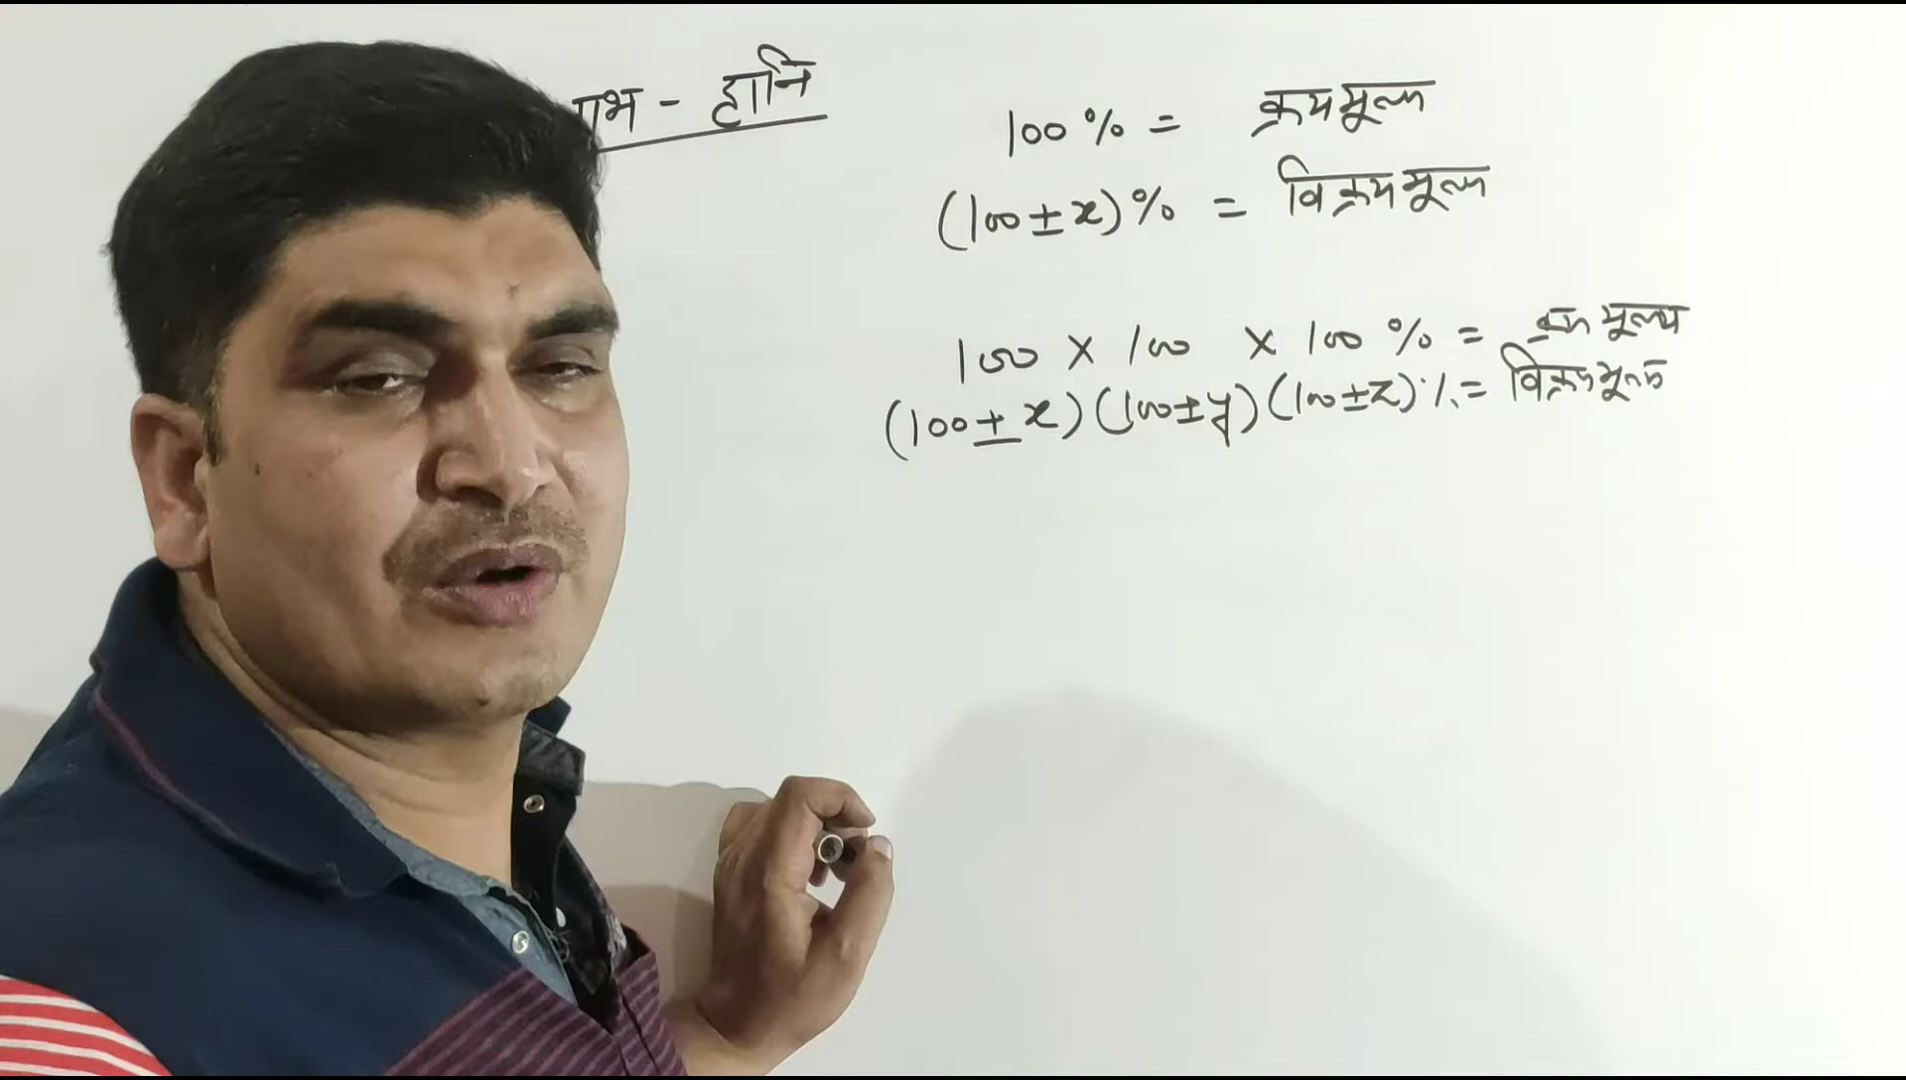 ाभ - हानि
100 % = क्रयमूल्य
(100 ± x) % = विक्रयमूल्य
100 × 100 × 100 % = क्रय मूल्य
(100 ± x) (100 ± y) (100 ± z) % = विक्रयमूल्य